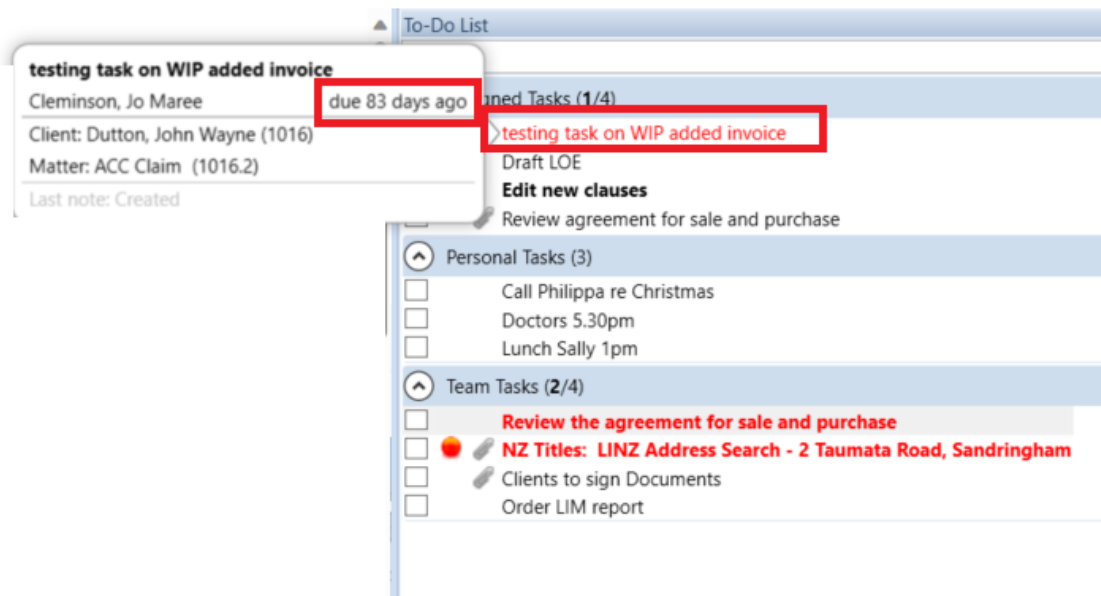 To-Do List
testing task on WIP added invoice
Cleminson, Jo Maree due 83 days ago
Client: Dutton, John Wayne (1016)
Matter: ACC Claim (1016.2)
Last note: Created
Tasks (1/4)
testing task on WIP added invoice
Draft LOE
Edit new clauses
Review agreement for sale and purchase
Personal Tasks (3)
Call Philippa re Christmas
Doctors 5.30pm
Lunch Sally 1pm
Team Tasks (2/4)
Review the agreement for sale and purchase
NZ Titles: LINZ Address Search - 2 Taumata Road, Sandringham
Clients to sign Documents
Order LIM report